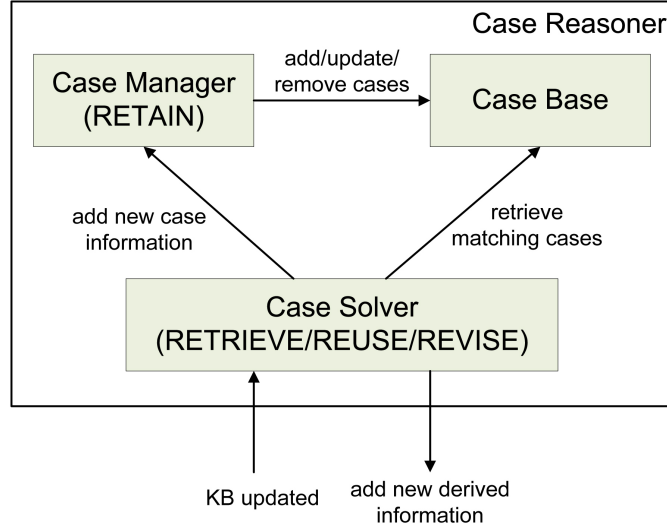 Case Reasoner
Case Manager
(RETAIN)
add/update/
remove cases
Case Base
add new case
information
retrieve
matching cases
Case Solver
(RETRIEVE/REUSE/REVISE)
KB updated
add new derived
information